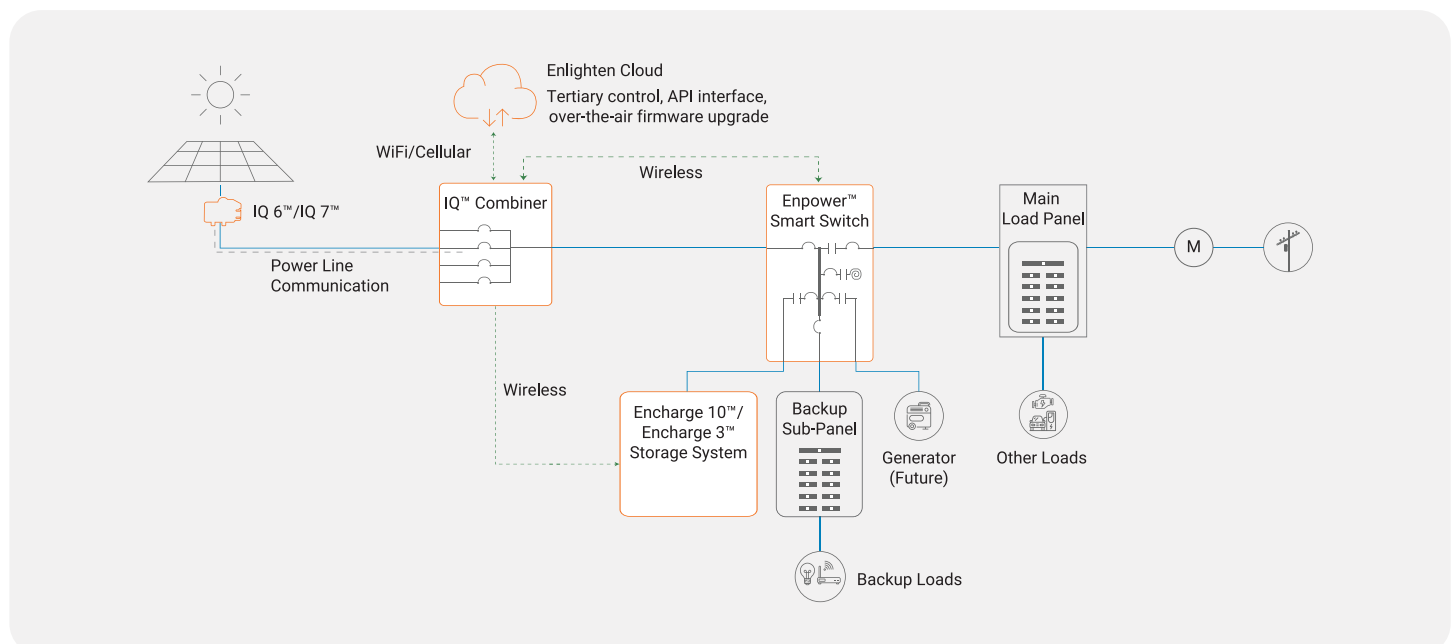 Enlighten Cloud
Tertiary control, API interface,
over-the-air firmware upgrade
WiFi/Cellular
Wireless
IQ™ Combiner
Enpower™
Smart Switch
Main
Load Panel
IQ 6™/IQ 7™
M
Power Line
Communication
Wireless
Encharge 10™/
Encharge 3™
Storage System
Backup
Sub-Panel
Generator
(Future)
Other Loads
Backup Loads